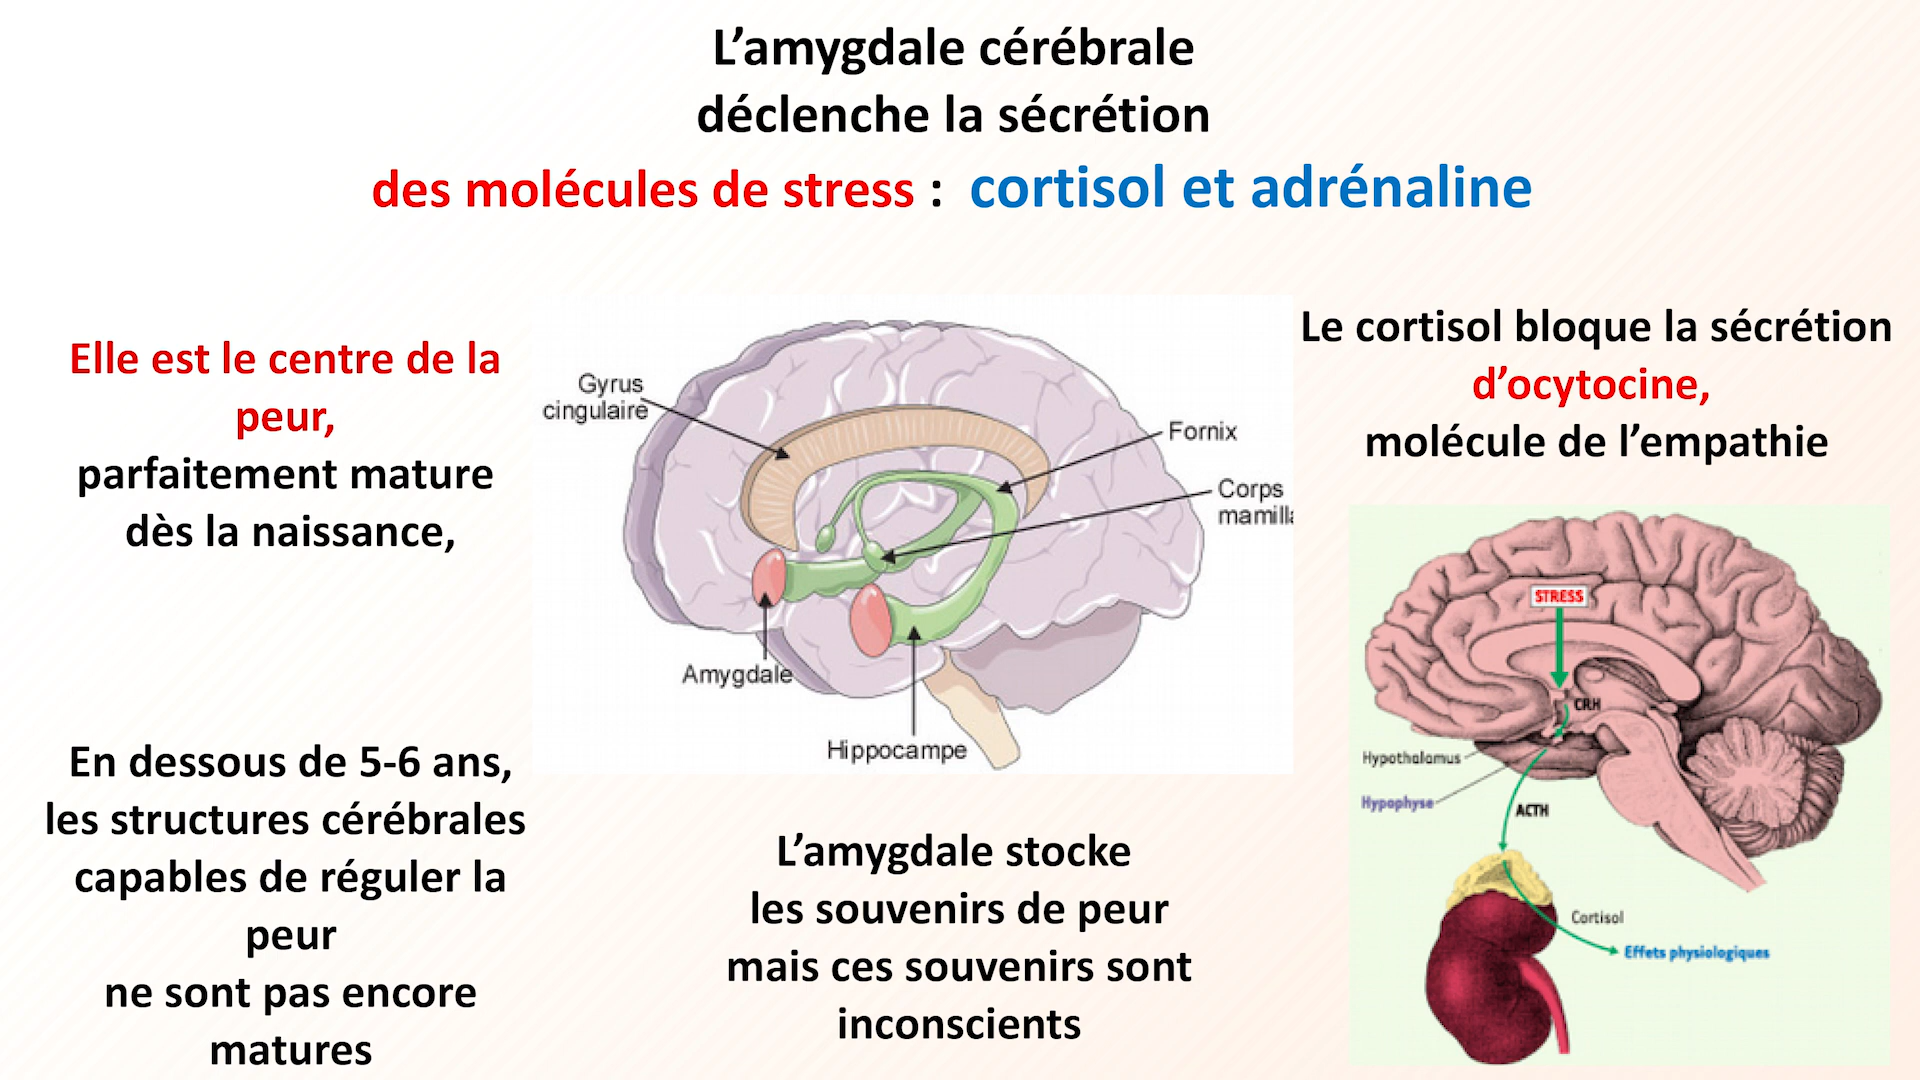 L’amygdale cérébrale
déclenche la sécrétion
des molécules de stress : cortisol et adrénaline
Elle est le centre de la
peur,
parfaitement mature
dès la naissance,
En dessous de 5-6 ans,
les structures cérébrales
capables de réguler la
peur
ne sont pas encore
matures
Gyrus
cingulaire
Fornix
Corps
mamilla
Amygdale
Hippocampe
L’amygdale stocke
les souvenirs de peur
mais ces souvenirs sont
inconscients
Le cortisol bloque la sécrétion
d’ocytocine,
molécule de l’empathie
STRESS
CRH
Hypothalamus
Hypophyse
ACTH
Cortisol
Effets physiologiques